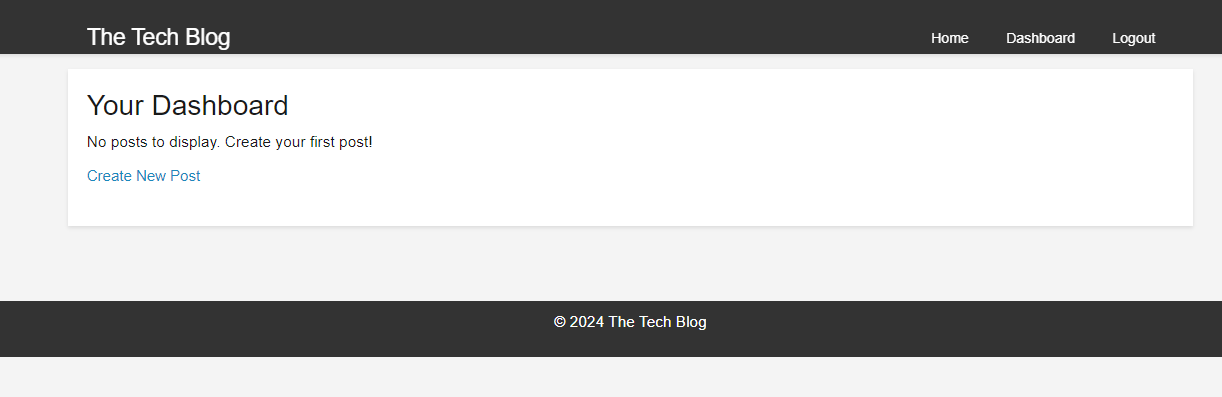 The Tech Blog
Home Dashboard Logout
Your Dashboard
No posts to display. Create your first post!
Create New Post
© 2024 The Tech Blog